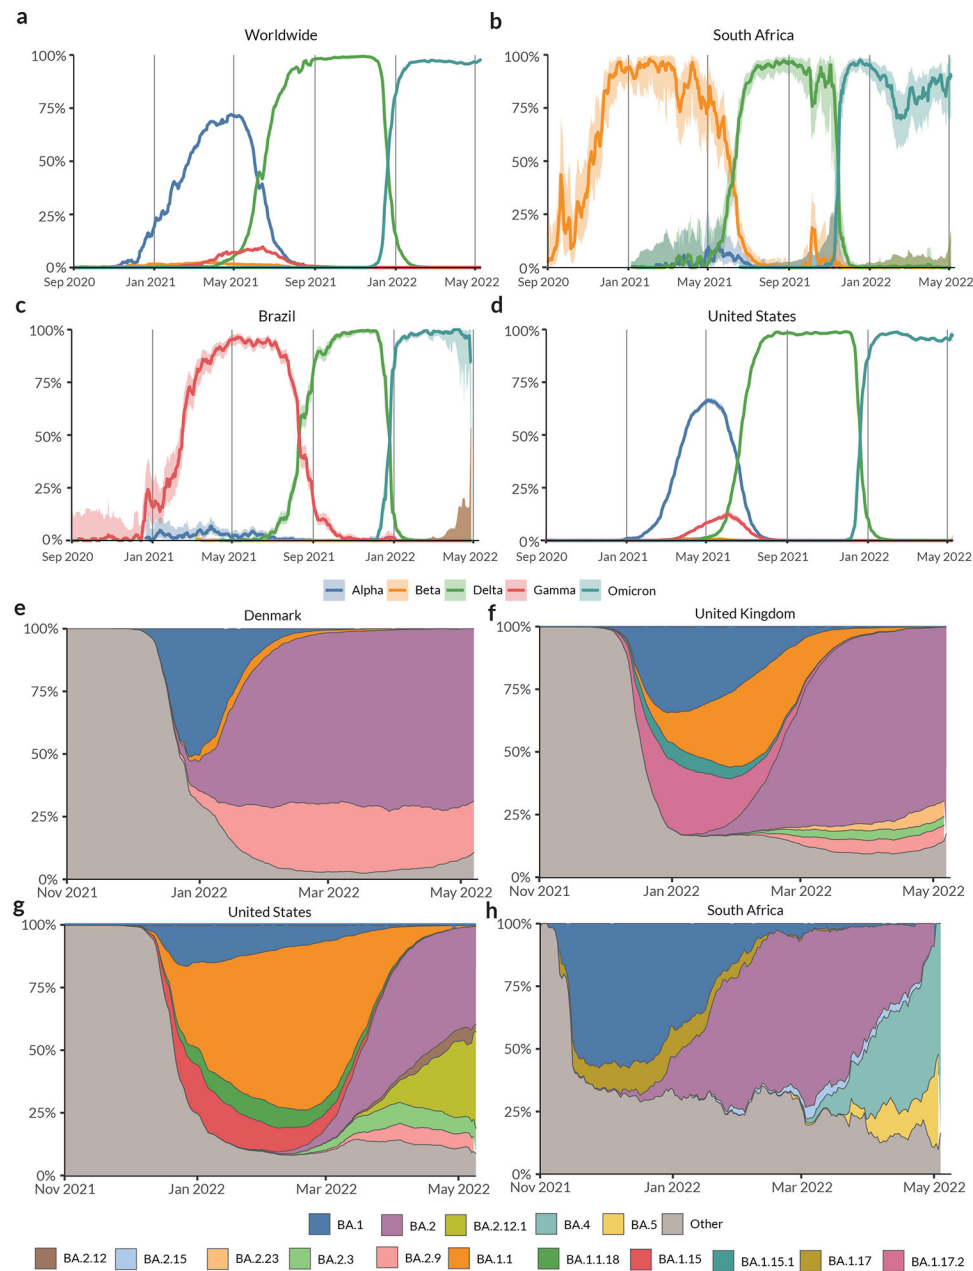 a
Worldwide
100%
75%
50%
25%
0%
Sep 2020 Jan 2021 May 2021 Sep 2021 Jan 2022 May 2022
b
South Africa
100%
75%
50%
25%
0%
Sep 2020 Jan 2021 May 2021 Sep 2021 Jan 2022 May 2022
c
Brazil
100%
75%
50%
25%
0%
Sep 2020 Jan 2021 May 2021 Sep 2021 Jan 2022 May 2022
d
United States
100%
75%
50%
25%
0%
Sep 2020 Jan 2021 May 2021 Sep 2021 Jan 2022 May 2022
Alpha Beta Delta Gamma Omicron
e
Denmark
100%
75%
50%
25%
0%
Nov 2021 Jan 2022 Mar 2022 May 2022
f
United Kingdom
100%
75%
50%
25%
0%
Nov 2021 Jan 2022 Mar 2022 May 2022
g
United States
100%
75%
50%
25%
0%
Nov 2021 Jan 2022 Mar 2022 May 2022
h
South Africa
100%
75%
50%
25%
0%
Nov 2021 Jan 2022 Mar 2022 May 2022
BA.1 BA.2 BA.2.12.1 BA.4 BA.5 Other
BA.2.12 BA.2.15 BA.2.23 BA.2.3 BA.2.9 BA.1.1 BA.1.1.18 BA.1.15 BA.1.15.1 BA.1.17 BA.1.17.2